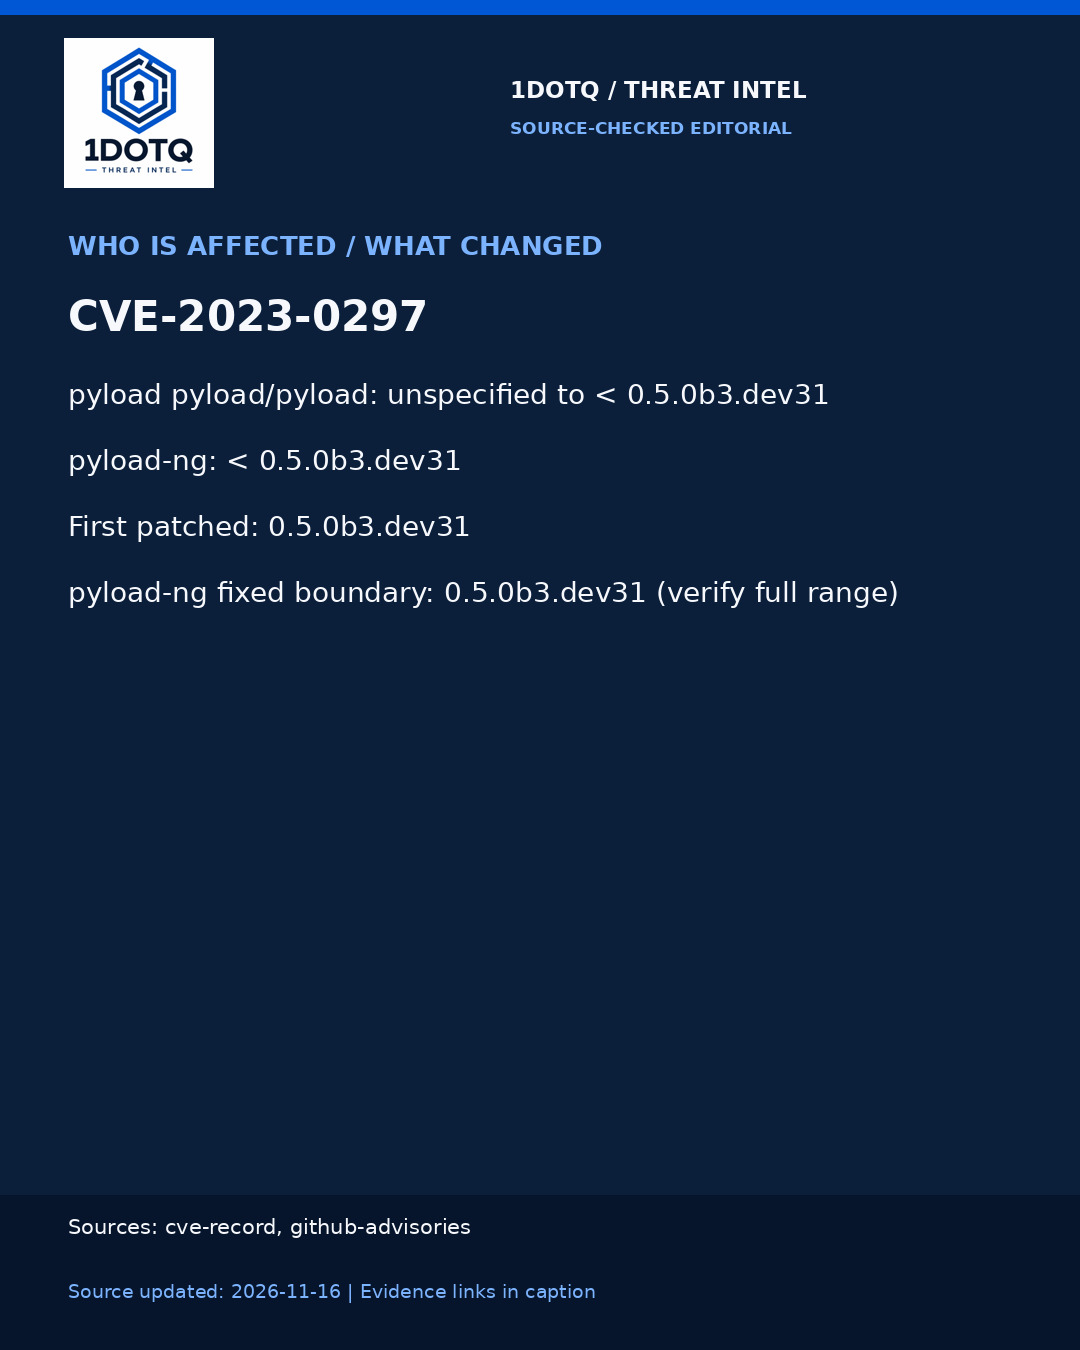 1DOTQ
THREAT INTEL
1DOTQ / THREAT INTEL
SOURCE-CHECKED EDITORIAL
WHO IS AFFECTED / WHAT CHANGED
CVE-2023-0297
pyload pyload/pyload: unspecified to < 0.5.0b3.dev31
pyload-ng: < 0.5.0b3.dev31
First patched: 0.5.0b3.dev31
pyload-ng fixed boundary: 0.5.0b3.dev31 (verify full range)
Sources: cve-record, github-advisories
Source updated: 2026-11-16 | Evidence links in caption